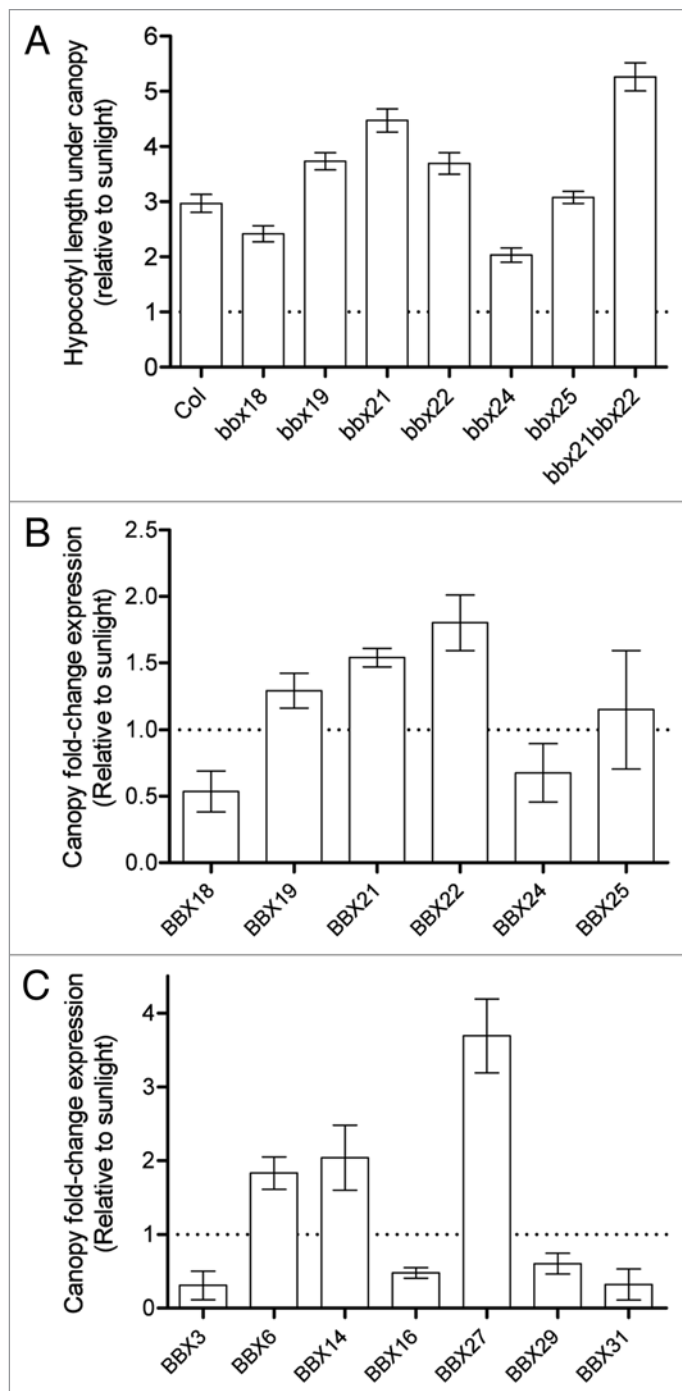 A
Hypocotyl length under canopy
(relative to sunlight)
6
5
4
3
2
1
0
Col
bbx18
bbx19
bbx21
bbx22
bbx24
bbx25
bbx21bbx22
B
Canopy fold-change expression
(Relative to sunlight)
2.5
2.0
1.5
1.0
0.5
0.0
BBX18
BBX19
BBX21
BBX22
BBX24
BBX25
C
Canopy fold-change expression
(Relative to sunlight)
4
3
2
1
0
BBX3
BBX6
BBX14
BBX16
BBX27
BBX29
BBX31